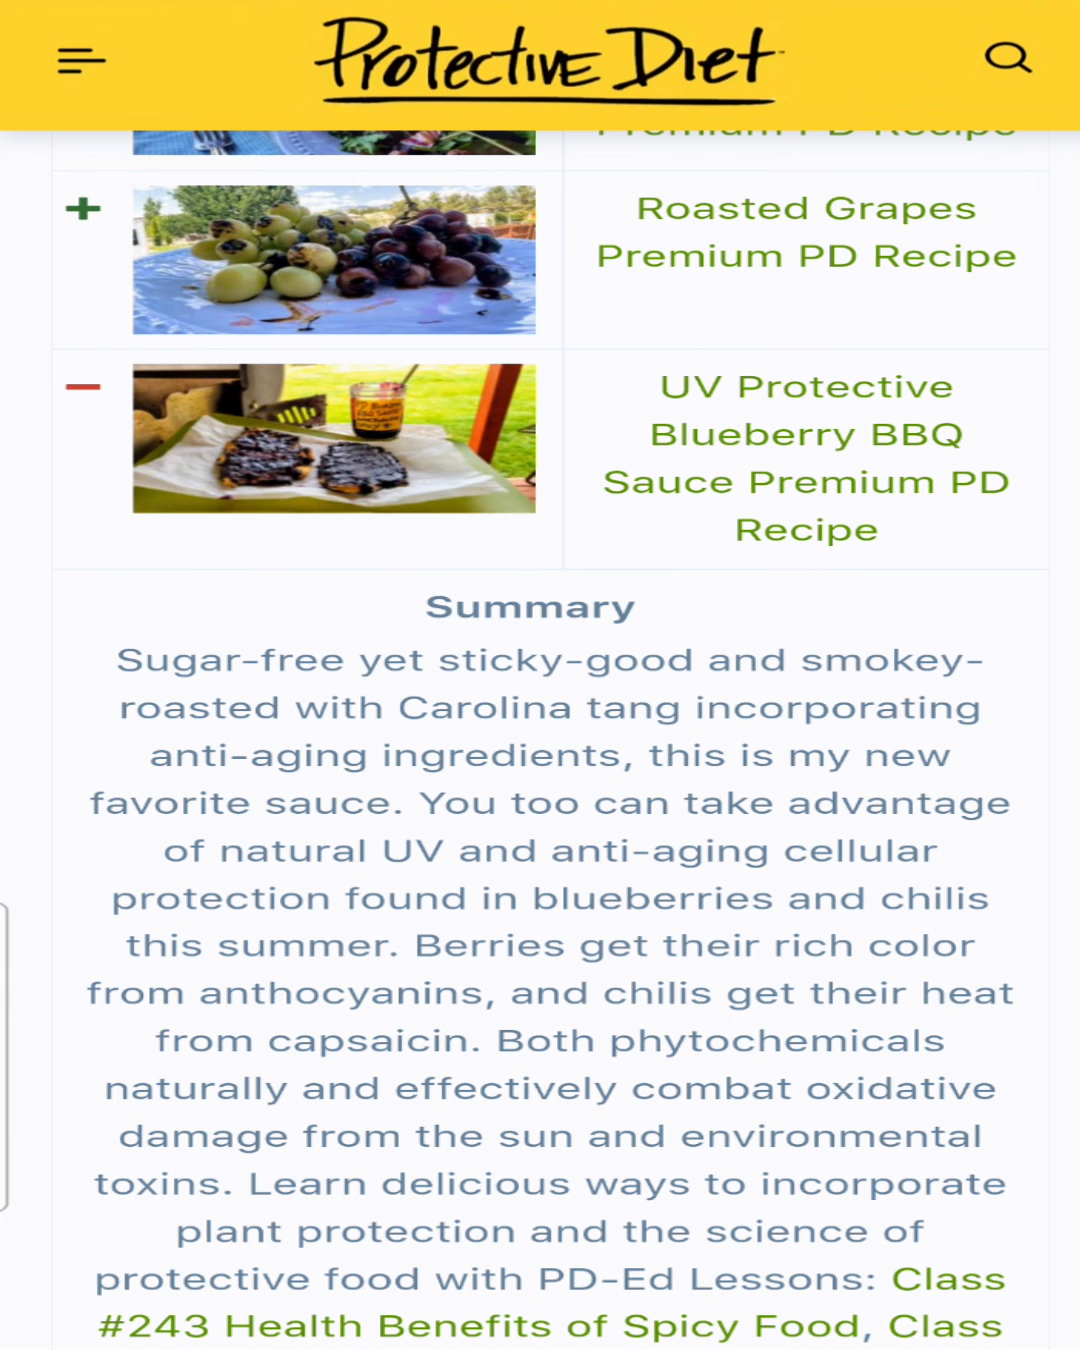 Protective Diet
Premium PD Recipe
Roasted Grapes
Premium PD Recipe
UV Protective
Blueberry BBQ
Sauce Premium PD
Recipe
Summary
Sugar-free yet sticky-good and smokey-
roasted with Carolina tang incorporating
anti-aging ingredients, this is my new
favorite sauce. You too can take advantage
of natural UV and anti-aging cellular
protection found in blueberries and chilis
this summer. Berries get their rich color
from anthocyanins, and chilis get their heat
from capsaicin. Both phytochemicals
naturally and effectively combat oxidative
damage from the sun and environmental
toxins. Learn delicious ways to incorporate
plant protection and the science of
protective food with PD-Ed Lessons: Class
#243 Health Benefits of Spicy Food, Class